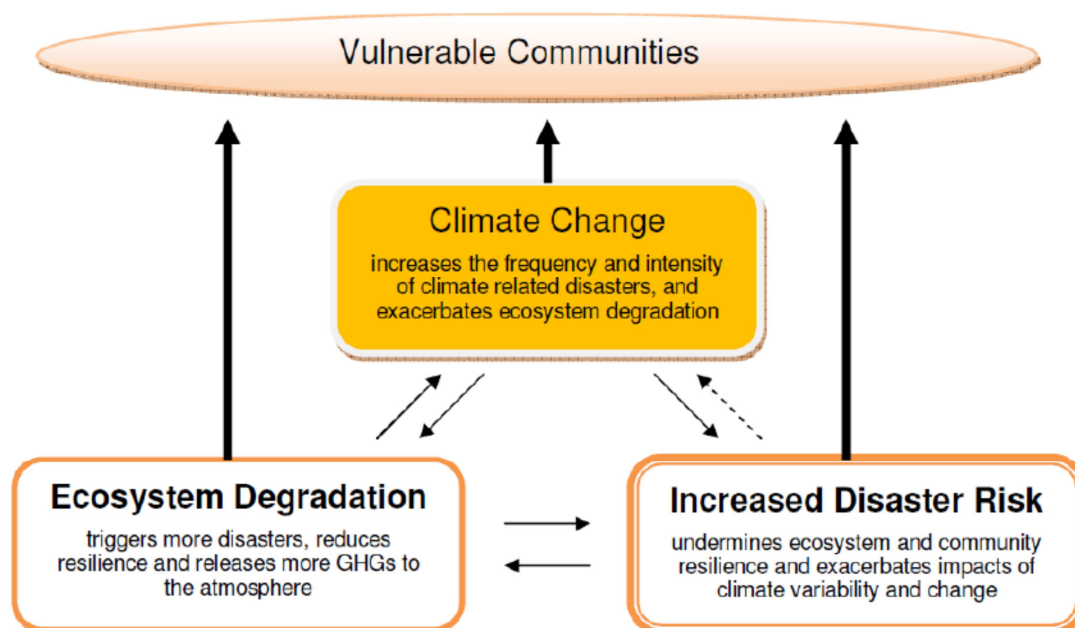 Vulnerable Communities
Climate Change
increases the frequency and intensity
of climate related disasters, and
exacerbates ecosystem degradation
Ecosystem Degradation
triggers more disasters, reduces
resilience and releases more GHGs to
the atmosphere
Increased Disaster Risk
undermines ecosystem and community
resilience and exacerbates impacts of
climate variability and change